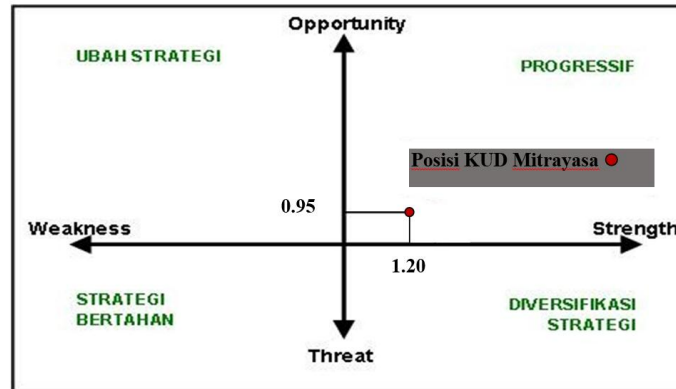 Opportunity
UBAH STRATEGI
PROGRESSIF
Posisi KUD Mitrayasa
0.95
Weakness
Strength
1.20
STRATEGI
BERTAHAN
DIVERSIFIKASI
STRATEGI
Threat